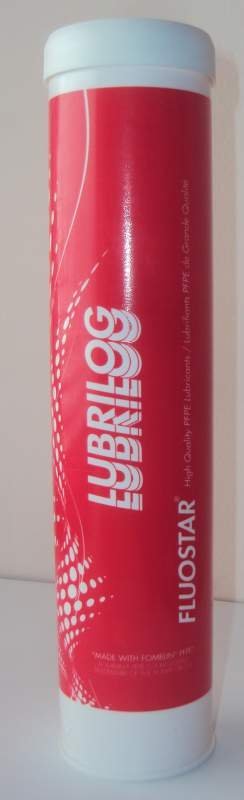 LUBRILOG
FLUOSTAR®
High Quality PFPE Lubricants / Lubrifiants PFPE de Grande Qualité
"MADE WITH FOMBLIN® PFPE"